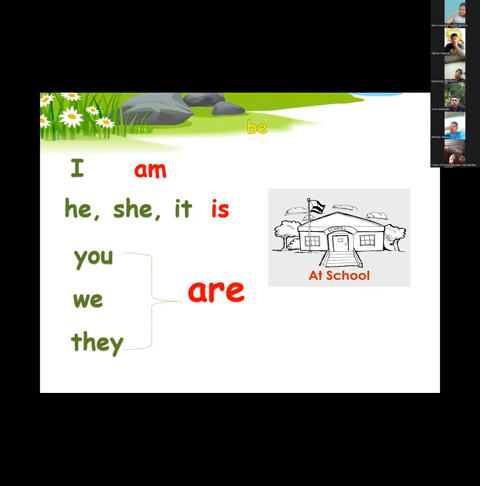 be
I am
he, she, it is
you
we
they
are
At School